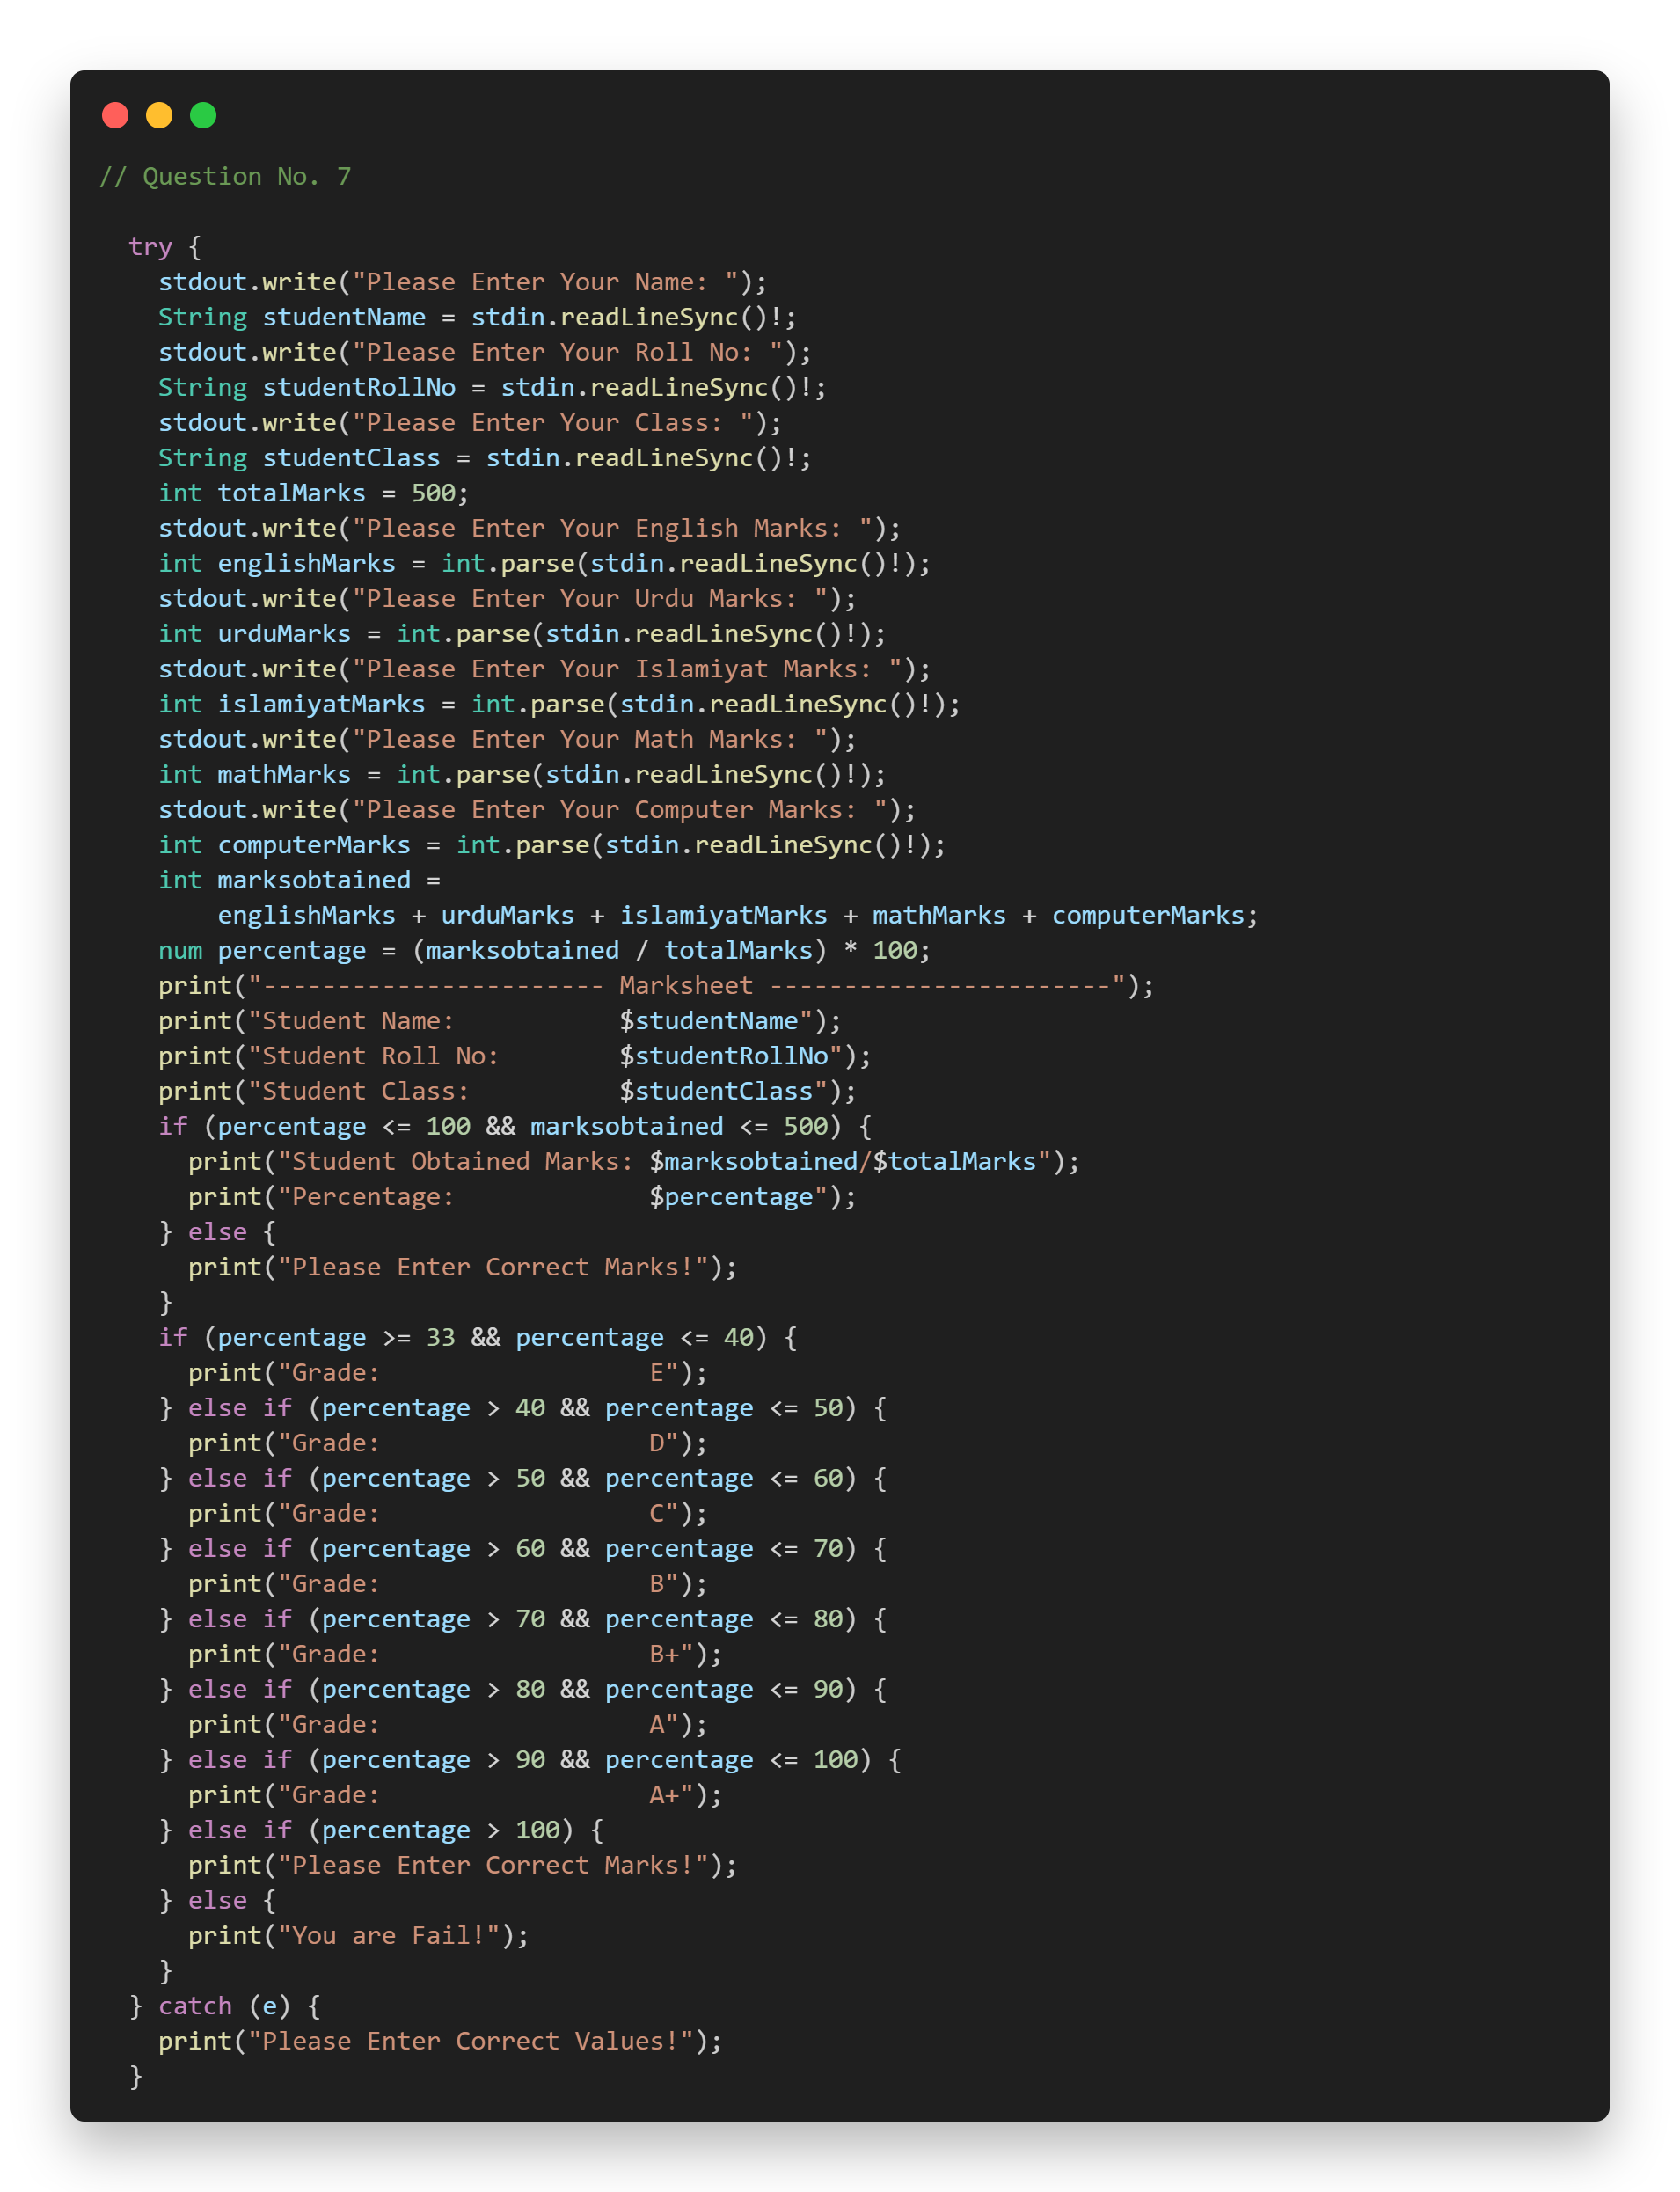 // Question No. 7

  try {
    stdout.write("Please Enter Your Name: ");
    String studentName = stdin.readLineSync()!;
    stdout.write("Please Enter Your Roll No: ");
    String studentRollNo = stdin.readLineSync()!;
    stdout.write("Please Enter Your Class: ");
    String studentClass = stdin.readLineSync()!;
    int totalMarks = 500;
    stdout.write("Please Enter Your English Marks: ");
    int englishMarks = int.parse(stdin.readLineSync()!);
    stdout.write("Please Enter Your Urdu Marks: ");
    int urduMarks = int.parse(stdin.readLineSync()!);
    stdout.write("Please Enter Your Islamiyat Marks: ");
    int islamiyatMarks = int.parse(stdin.readLineSync()!);
    stdout.write("Please Enter Your Math Marks: ");
    int mathMarks = int.parse(stdin.readLineSync()!);
    stdout.write("Please Enter Your Computer Marks: ");
    int computerMarks = int.parse(stdin.readLineSync()!);
    int marksobtained =
        englishMarks + urduMarks + islamiyatMarks + mathMarks + computerMarks;
    num percentage = (marksobtained / totalMarks) * 100;
    print("----------------------- Marksheet -----------------------");
    print("Student Name:           $studentName");
    print("Student Roll No:        $studentRollNo");
    print("Student Class:          $studentClass");
    if (percentage <= 100 && marksobtained <= 500) {
      print("Student Obtained Marks: $marksobtained/$totalMarks");
      print("Percentage:             $percentage");
    } else {
      print("Please Enter Correct Marks!");
    }
    if (percentage >= 33 && percentage <= 40) {
      print("Grade:                  E");
    } else if (percentage > 40 && percentage <= 50) {
      print("Grade:                  D");
    } else if (percentage > 50 && percentage <= 60) {
      print("Grade:                  C");
    } else if (percentage > 60 && percentage <= 70) {
      print("Grade:                  B");
    } else if (percentage > 70 && percentage <= 80) {
      print("Grade:                  B+");
    } else if (percentage > 80 && percentage <= 90) {
      print("Grade:                  A");
    } else if (percentage > 90 && percentage <= 100) {
      print("Grade:                  A+");
    } else if (percentage > 100) {
      print("Please Enter Correct Marks!");
    } else {
      print("You are Fail!");
    }
  } catch (e) {
    print("Please Enter Correct Values!");
  }